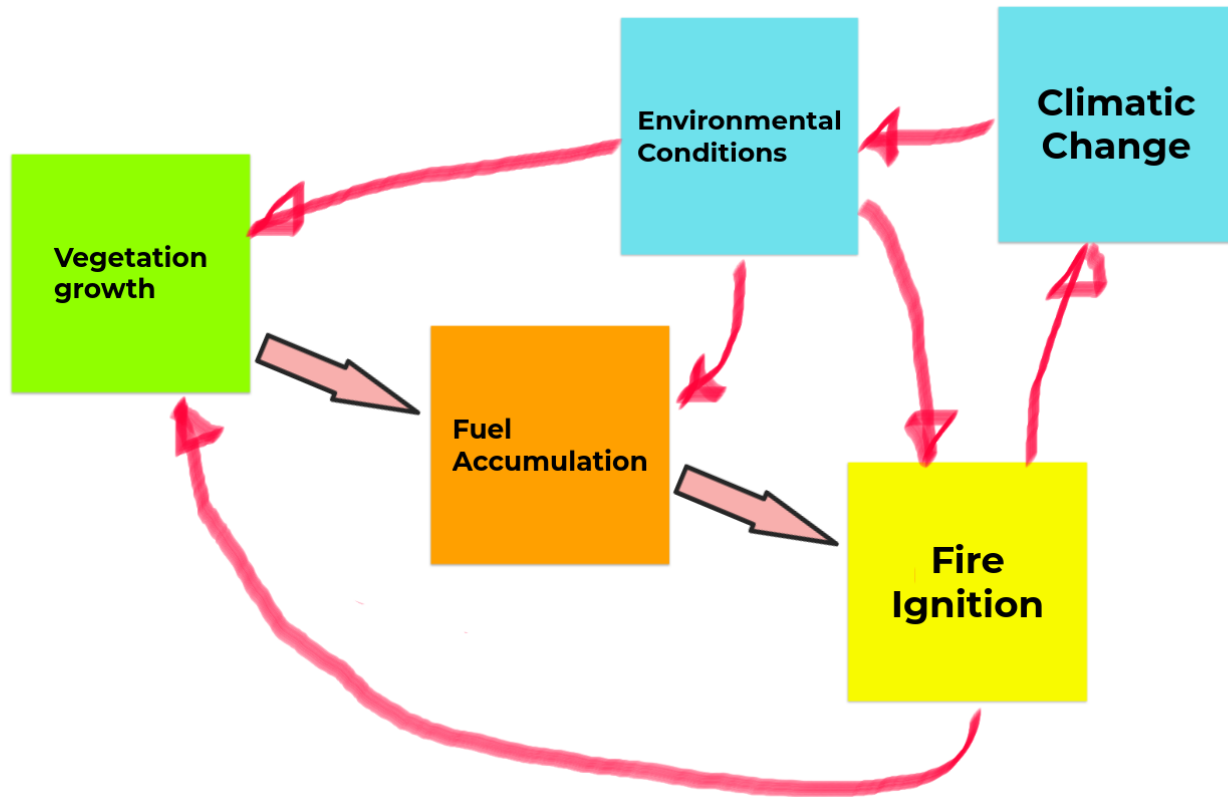 Environmental
Conditions
Climatic
Change
Vegetation
growth
Fuel
Accumulation
Fire
Ignition